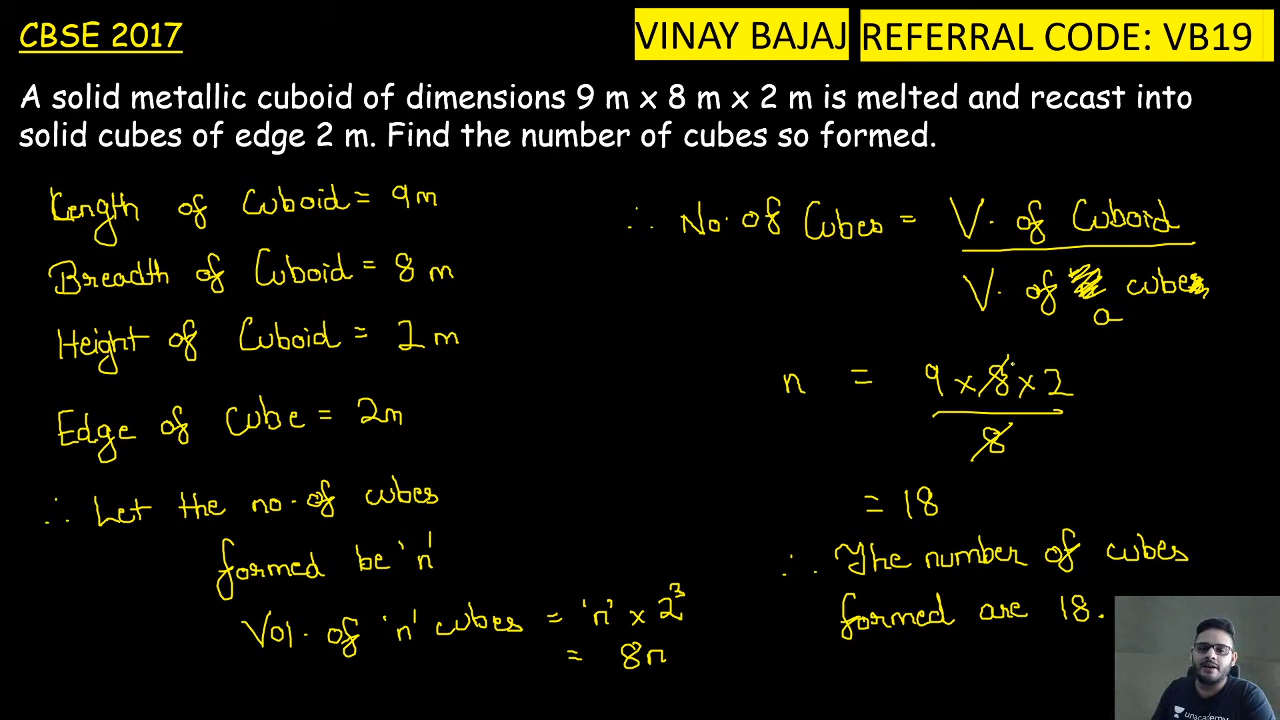 CBSE 2017
VINAY BAJAJ
REFERRAL CODE: VB19
A solid metallic cuboid of dimensions 9 m x 8 m x 2 m is melted and recast into
solid cubes of edge 2 m. Find the number of cubes so formed.
Length of Cuboid = 9m
Breadth of Cuboid = 8 m
Height of Cuboid = 2 m
Edge of Cube = 2m
∴ Let the no. of cubes
formed be 'n'
Vol. of 'n' cubes = 'n' x 2³
= 8n
∴ No. of Cubes = V. of Cuboid
V. of a cube
n = 9 x 8 x 2
8
= 18
∴ The number of cubes
formed are 18.
unacademy